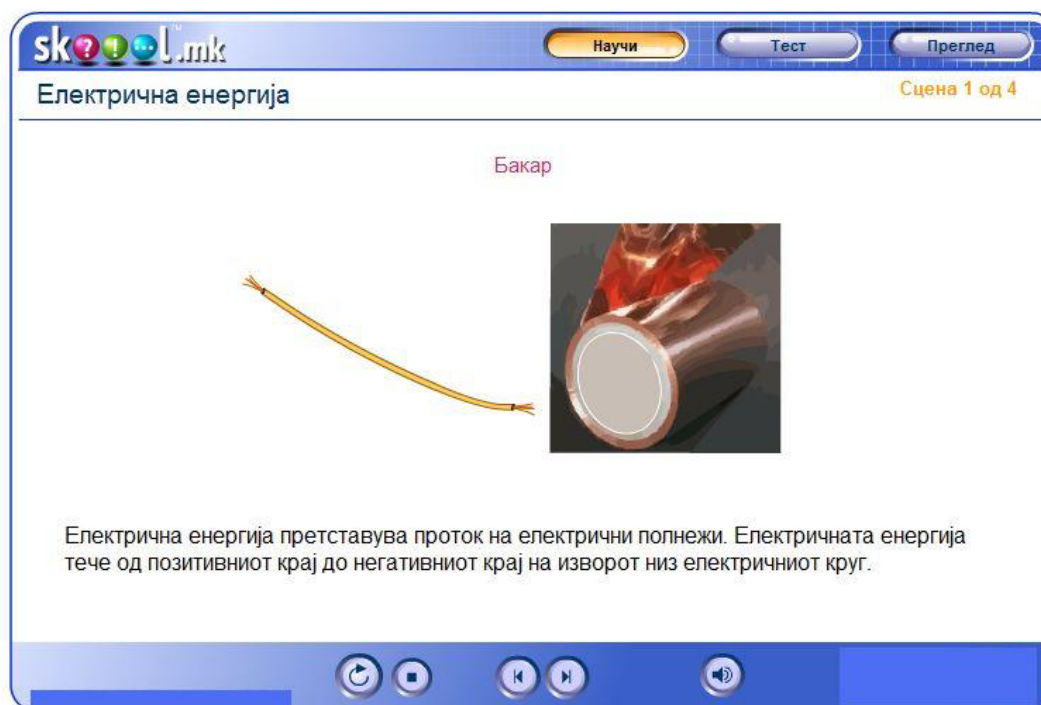 skoool.mk
Научи
Тест
Преглед
Електрична енергија
Сцена 1 од 4
Бакар
Електрична енергија претставува проток на електрични полнежи. Електричната енергија
тече од позитивниот крај до негативниот крај на изворот низ електричниот круг.